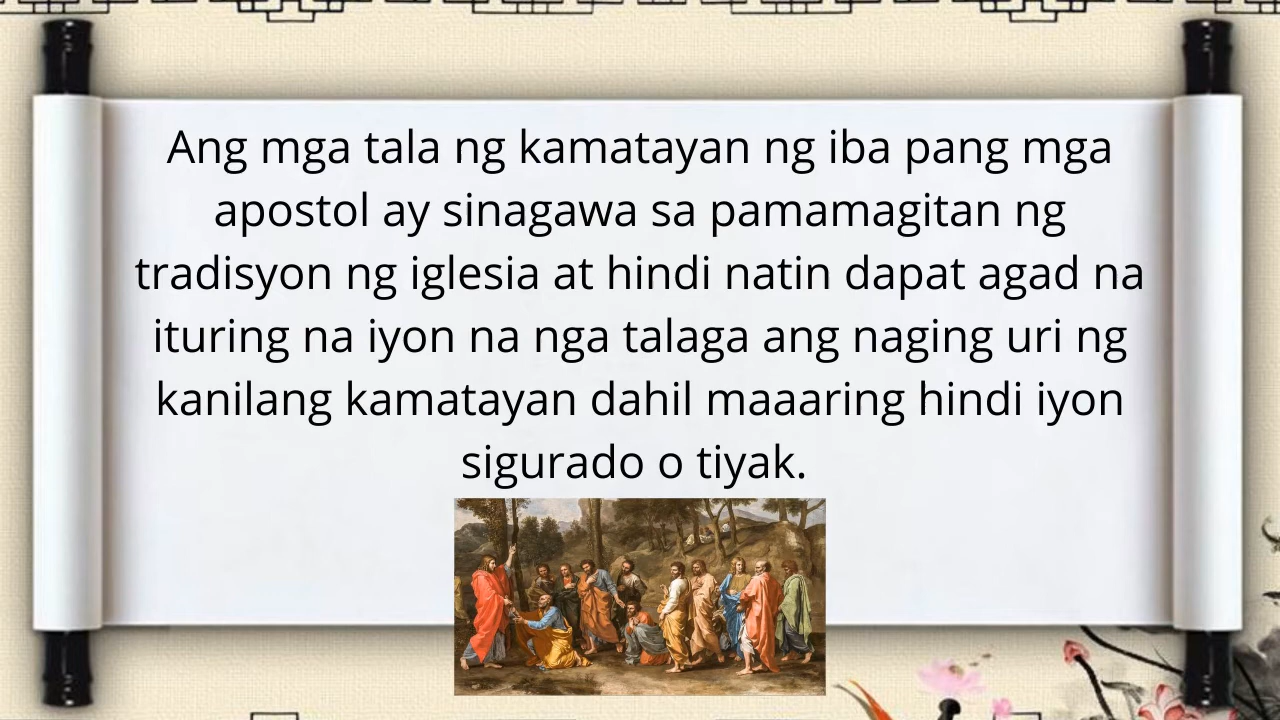 Ang mga tala ng kamatayan ng iba pang mga
apostol ay sinagawa sa pamamagitan ng
tradisyon ng iglesia at hindi natin dapat agad na
ituring na iyon na nga talaga ang naging uri ng
kanilang kamatayan dahil maaaring hindi iyon
sigurado o tiyak.